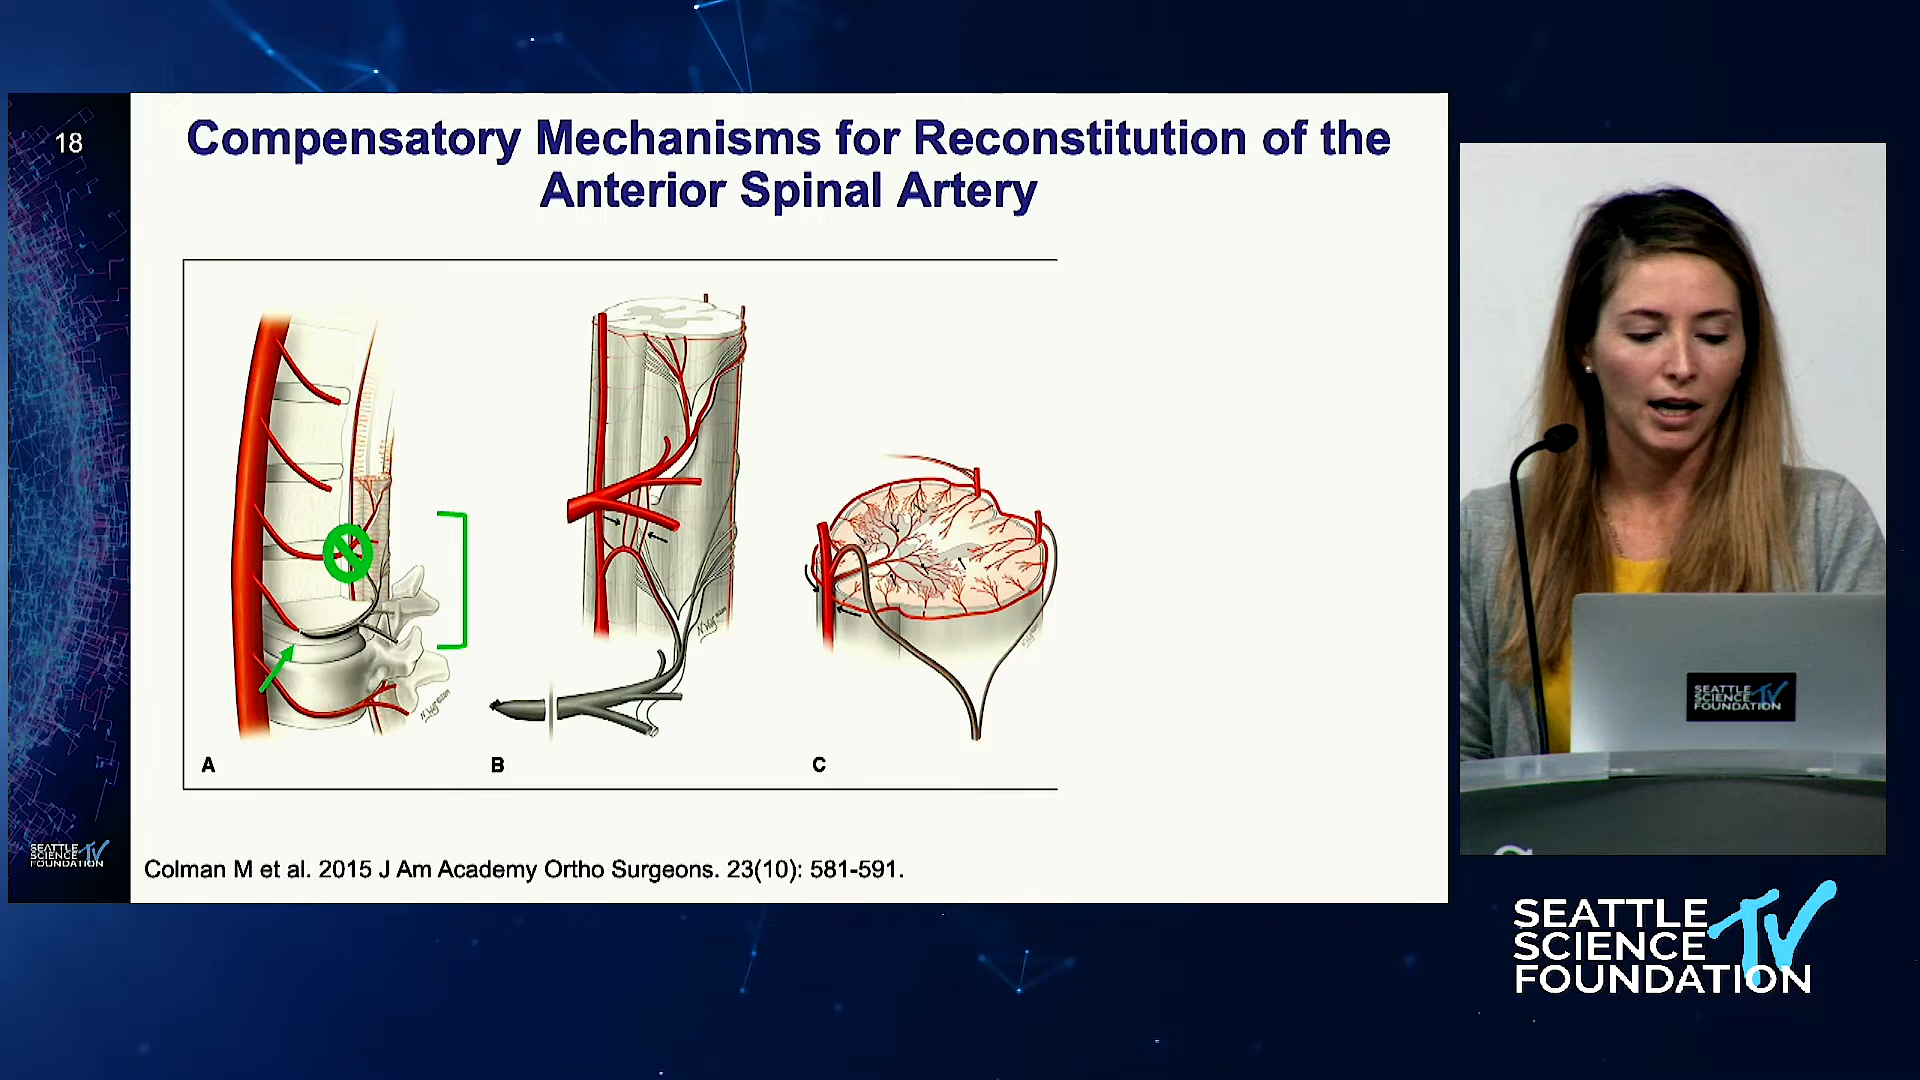 18
Compensatory Mechanisms for Reconstitution of the
Anterior Spinal Artery
A
B
C
Colman M et al. 2015 J Am Academy Ortho Surgeons. 23(10): 581-591.
SEATTLE
SCIENCE
FOUNDATION TV
SEATTLE
SCIENCE
FOUNDATION TV
SEATTLE
SCIENCE
FOUNDATION TV